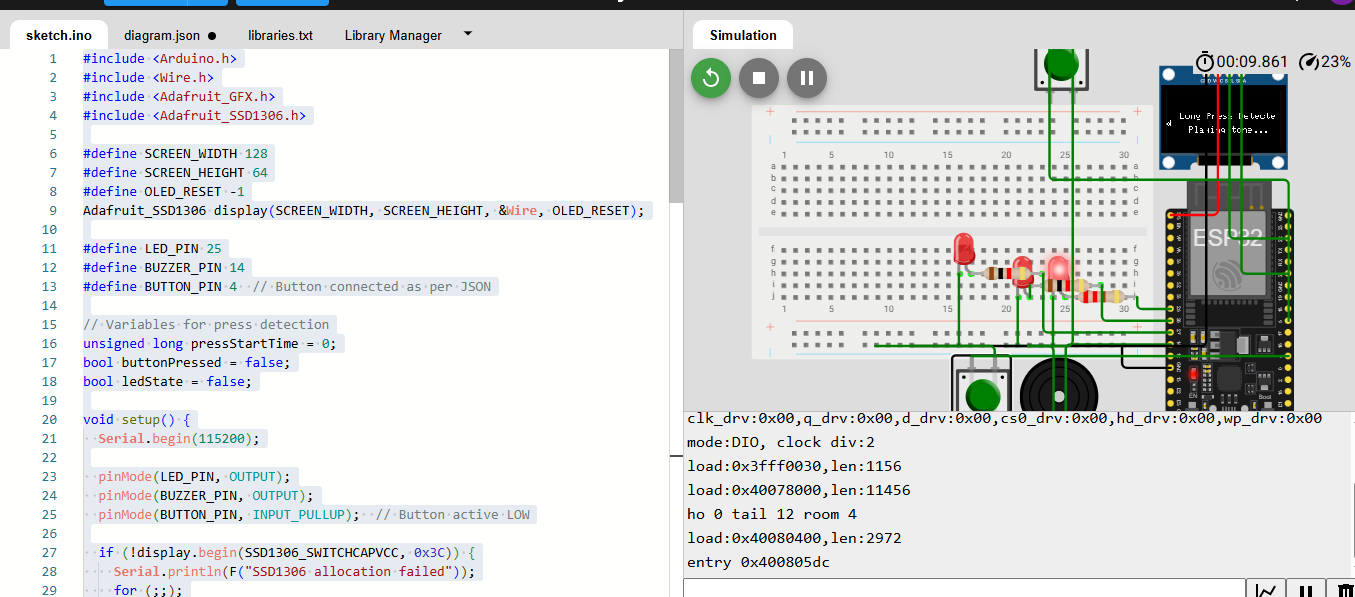 sketch.ino diagram.json ● libraries.txt Library Manager
1 #include <Arduino.h>
2 #include <Wire.h>
3 #include <Adafruit_GFX.h>
4 #include <Adafruit_SSD1306.h>
5
6 #define SCREEN_WIDTH 128
7 #define SCREEN_HEIGHT 64
8 #define OLED_RESET -1
9 Adafruit_SSD1306 display(SCREEN_WIDTH, SCREEN_HEIGHT, &Wire, OLED_RESET);
10
11 #define LED_PIN 25
12 #define BUZZER_PIN 14
13 #define BUTTON_PIN 4 // Button connected as per JSON
14
15 // Variables for press detection
16 unsigned long pressStartTime = 0;
17 bool buttonPressed = false;
18 bool ledState = false;
19
20 void setup() {
21 Serial.begin(115200);
22
23 pinMode(LED_PIN, OUTPUT);
24 pinMode(BUZZER_PIN, OUTPUT);
25 pinMode(BUTTON_PIN, INPUT_PULLUP); // Button active LOW
26
27 if (!display.begin(SSD1306_SWITCHCAPVCC, 0x3C)) {
28 Serial.println(F("SSD1306 allocation failed"));
29 for (;;);
Simulation
00:09.861 23%
Long Press Detecte
d
Playing tone...
1 5 10 15 20 25 30
a a
b b
c c
d d
e e
ESP32
f f
g g
h h
i
j j
1 5 10 15 20 25 30
EN Boot
clk_drv:0x00,q_drv:0x00,d_drv:0x00,cs0_drv:0x00,hd_drv:0x00,wp_drv:0x00
mode:DIO, clock div:2
load:0x3fff0030,len:1156
load:0x40078000,len:11456
ho 0 tail 12 room 4
load:0x40080400,len:2972
entry 0x400805dc